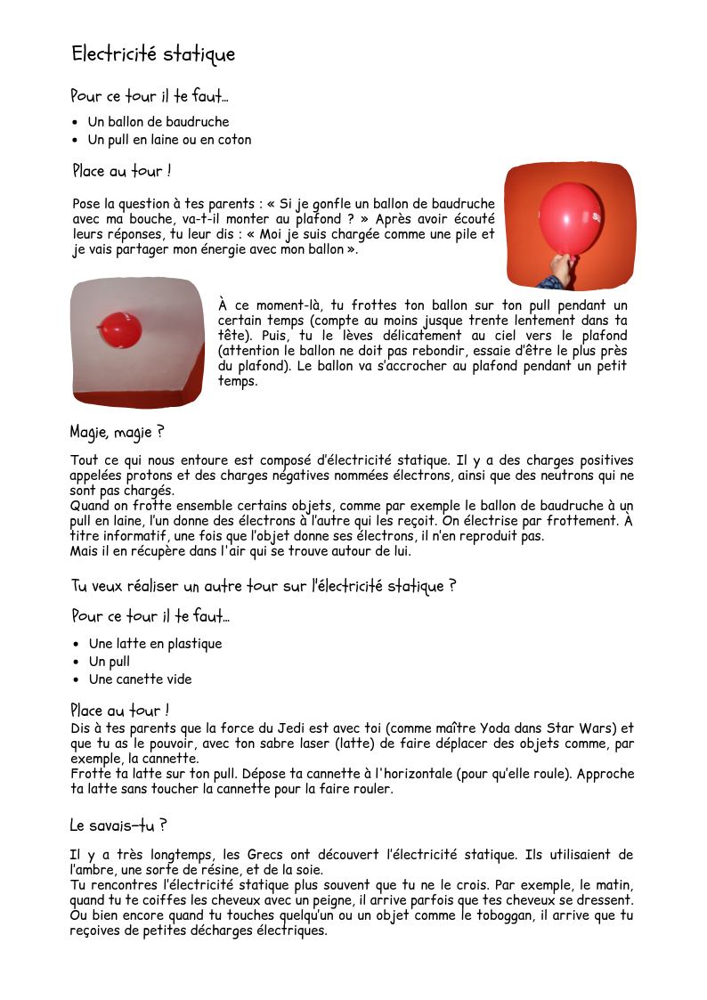 Electricité statique
Pour ce tour il te faut...
• Un ballon de baudruche
• Un pull en laine ou en coton
Place au tour !
Pose la question à tes parents : « Si je gonfle un ballon de baudruche
avec ma bouche, va-t-il monter au plafond ? » Après avoir écouté
leurs réponses, tu leur dis : « Moi je suis chargée comme une pile et
je vais partager mon énergie avec mon ballon ».
À ce moment-là, tu frottes ton ballon sur ton pull pendant un
certain temps (compte au moins jusque trente lentement dans ta
tête). Puis, tu le lèves délicatement au ciel vers le plafond
(attention le ballon ne doit pas rebondir, essaie d'être le plus près
du plafond). Le ballon va s'accrocher au plafond pendant un petit
temps.
Magie, magie ?
Tout ce qui nous entoure est composé d'électricité statique. Il y a des charges positives
appelées protons et des charges négatives nommées électrons, ainsi que des neutrons qui ne
sont pas chargés.
Quand on frotte ensemble certains objets, comme par exemple le ballon de baudruche à un
pull en laine, l'un donne des électrons à l'autre qui les reçoit. On électrise par frottement. À
titre informatif, une fois que l'objet donne ses électrons, il n'en reproduit pas.
Mais il en récupère dans l'air qui se trouve autour de lui.
Tu veux réaliser un autre tour sur l'électricité statique ?
Pour ce tour il te faut...
• Une latte en plastique
• Un pull
• Une canette vide
Place au tour !
Dis à tes parents que la force du Jedi est avec toi (comme maître Yoda dans Star Wars) et
que tu as le pouvoir, avec ton sabre laser (latte) de faire déplacer des objets comme, par
exemple, la cannette.
Frotte ta latte sur ton pull. Dépose ta cannette à l'horizontale (pour qu'elle roule). Approche
ta latte sans toucher la cannette pour la faire rouler.
Le savais-tu ?
Il y a très longtemps, les Grecs ont découvert l'électricité statique. Ils utilisaient de
l'ambre, une sorte de résine, et de la soie.
Tu rencontres l'électricité statique plus souvent que tu ne le crois. Par exemple, le matin,
quand tu te coiffes les cheveux avec un peigne, il arrive parfois que tes cheveux se dressent.
Ou bien encore quand tu touches quelqu'un ou un objet comme le toboggan, il arrive que tu
reçoives de petites décharges électriques.